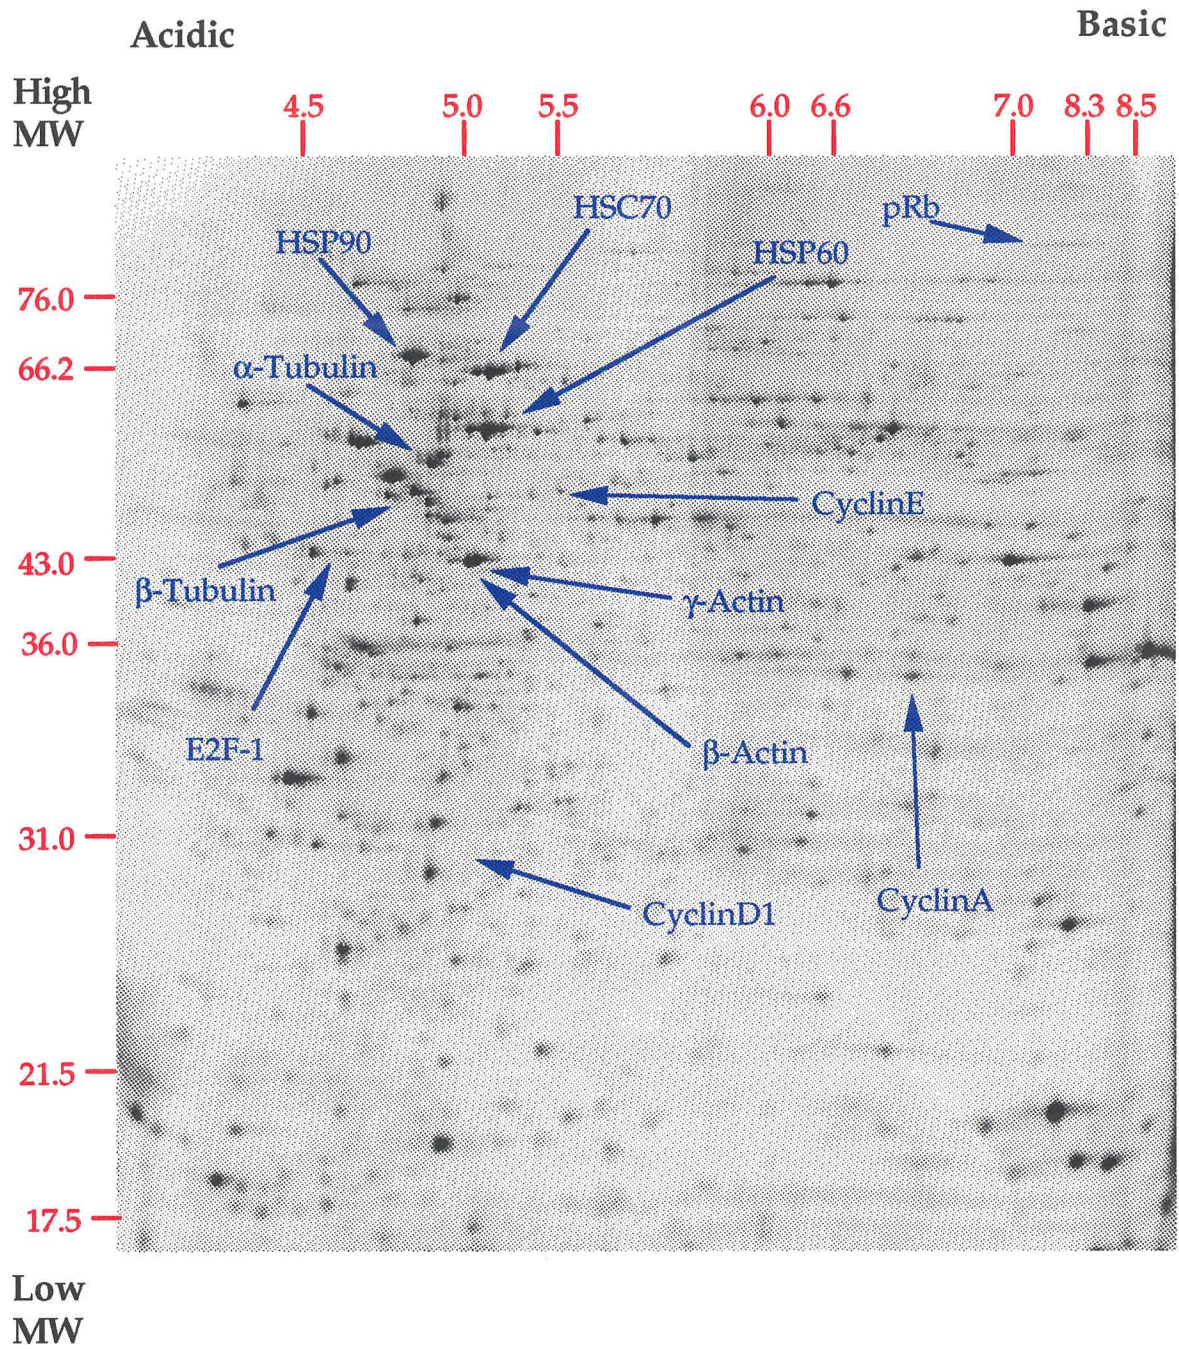 Acidic
Basic
High
MW
4.5 5.0 5.5 6.0 6.6 7.0 8.3 8.5
HSC70
pRb
HSP90
HSP60
76.0
66.2
α-Tubulin
CyclinE
43.0
β-Tubulin
γ-Actin
36.0
E2F-1
β-Actin
31.0
CyclinA
CyclinD1
21.5
17.5
Low
MW